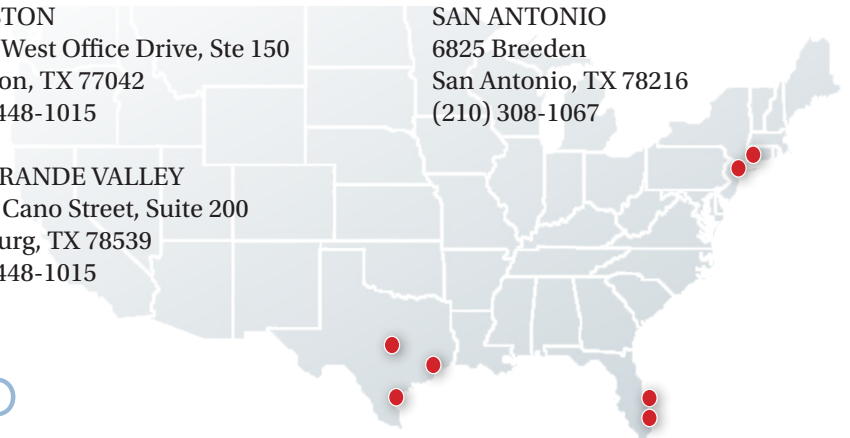 STON
West Office Drive, Ste 150
on, TX 77042
448-1015
RANDE VALLEY
Cano Street, Suite 200
urg, TX 78539
448-1015
SAN ANTONIO
6825 Breeden
San Antonio, TX 78216
(210) 308-1067